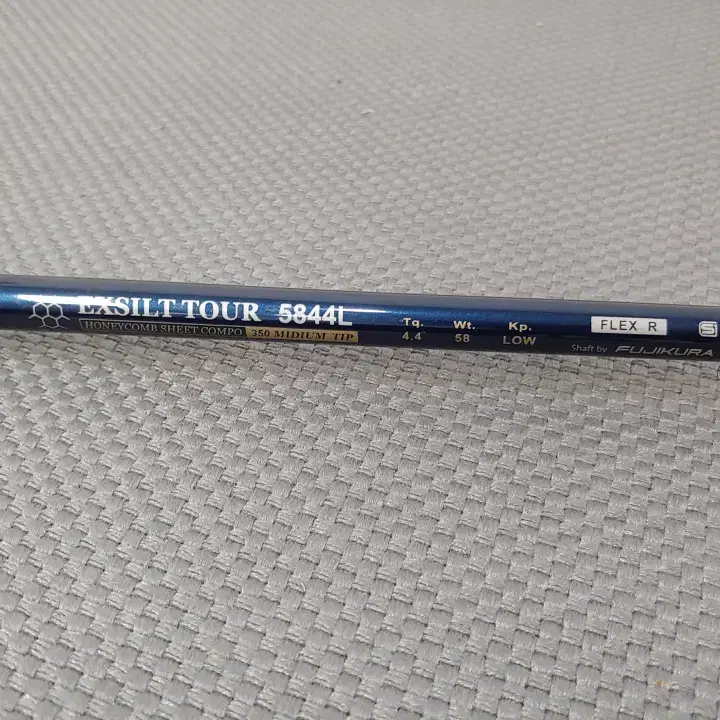 EXSILT TOUR 5844L
HONEYCOMB SHEET COMPO 350 MIDIUM TIP
Tq. Wt. Kp.
4.4 58 LOW
FLEX R
Shaft by FUJIKURA